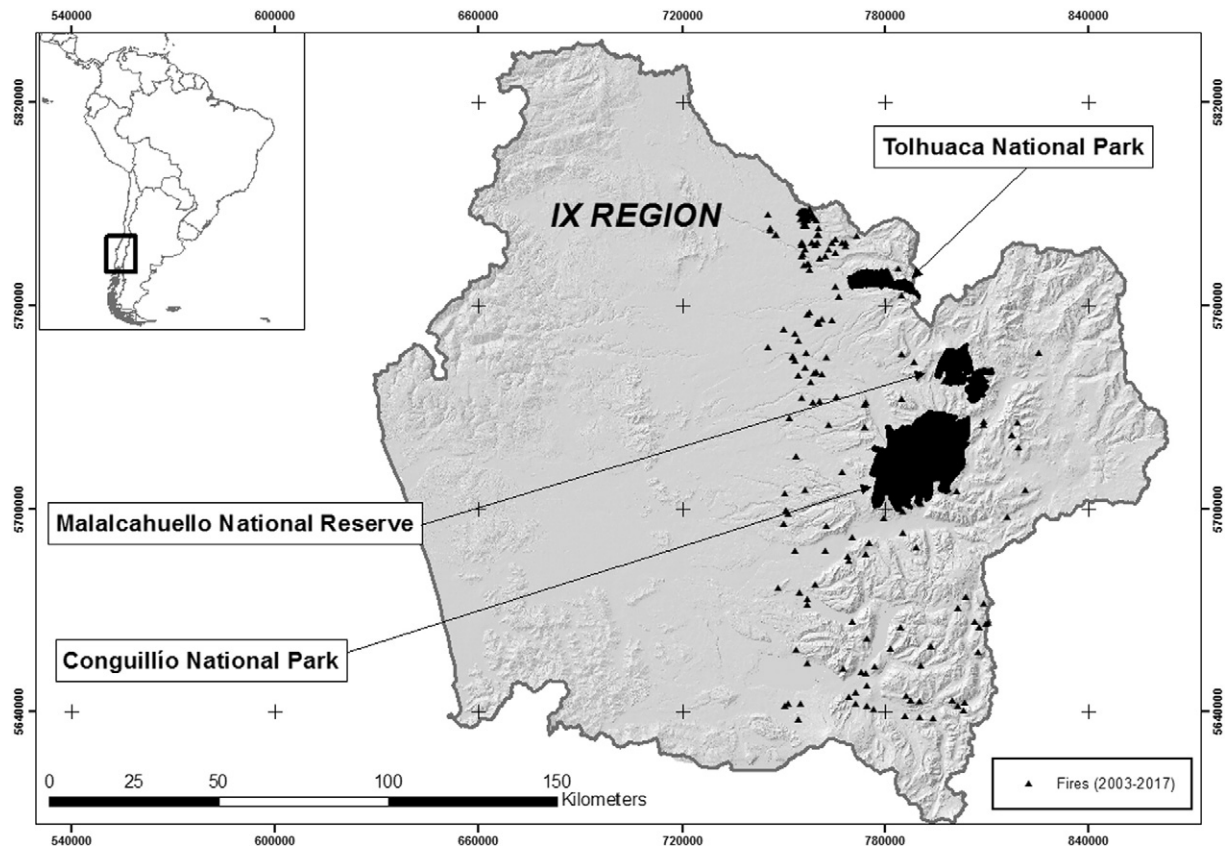 540000 600000 660000 720000 780000 840000
5820000 5820000
Tolhuaca National Park
IX REGION
5760000 5760000
Malalcahuello National Reserve
5700000 5700000
Conguillío National Park
5640000 5640000
0 25 50 100 150
Kilometers
Fires (2003-2017)
540000 600000 660000 720000 780000 840000